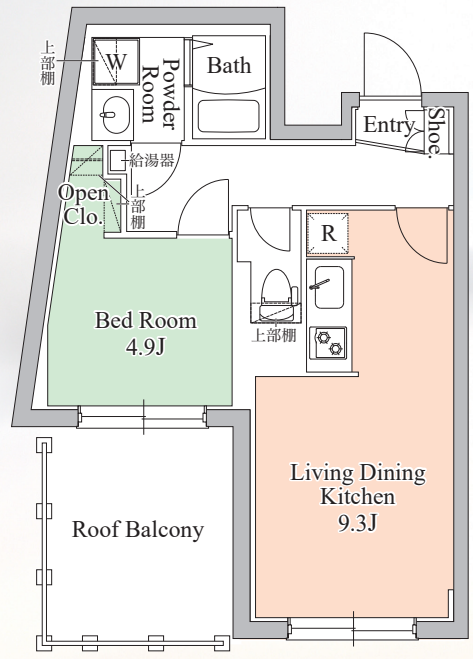 上部棚
W
Powder
Room
Bath
Entry
Shoe.
給湯器
Open
Clo.
上部棚
R
上部棚
Bed Room
4.9J
Living Dining
Kitchen
9.3J
Roof Balcony